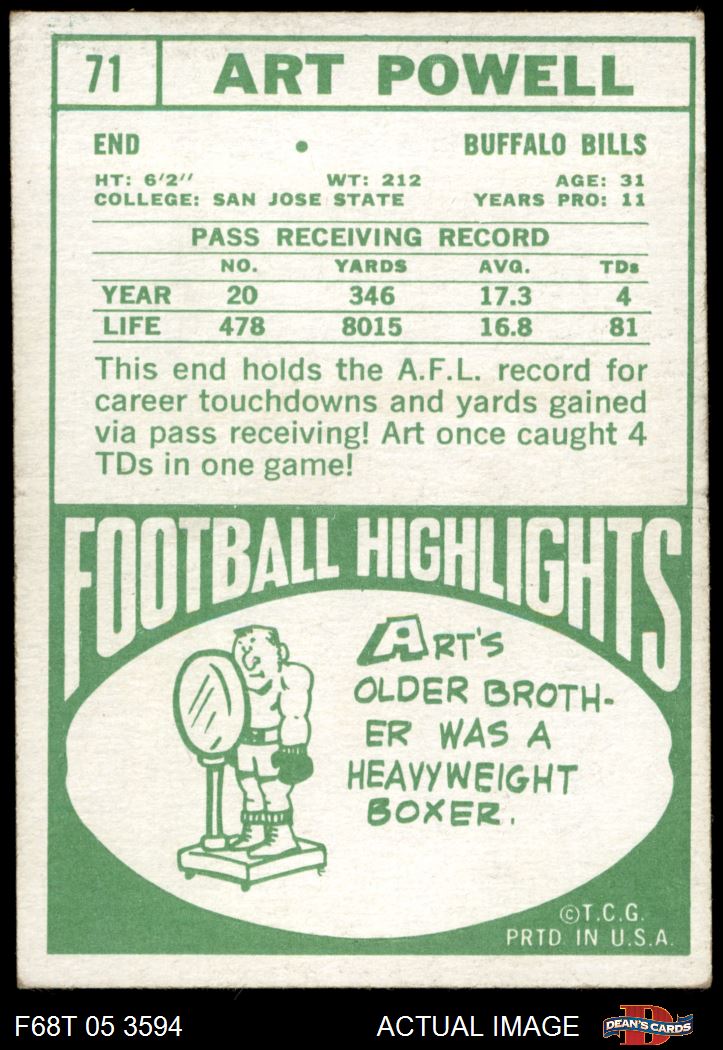 71 ART POWELL
END • BUFFALO BILLS
HT: 6'2'' WT: 212 AGE: 31
COLLEGE: SAN JOSE STATE YEARS PRO: 11
PASS RECEIVING RECORD
NO. YARDS AVG. TDs
YEAR 20 346 17.3 4
LIFE 478 8015 16.8 81
This end holds the A.F.L. record for
career touchdowns and yards gained
via pass receiving! Art once caught 4
TDs in one game!
FOOTBALL HIGHLIGHTS
ART'S
OLDER BROTH-
ER WAS A
HEAVYWEIGHT
BOXER.
©T.C.G.
PRTD IN U.S.A.
F68T 05 3594 ACTUAL IMAGE D DEAN'S CARDS